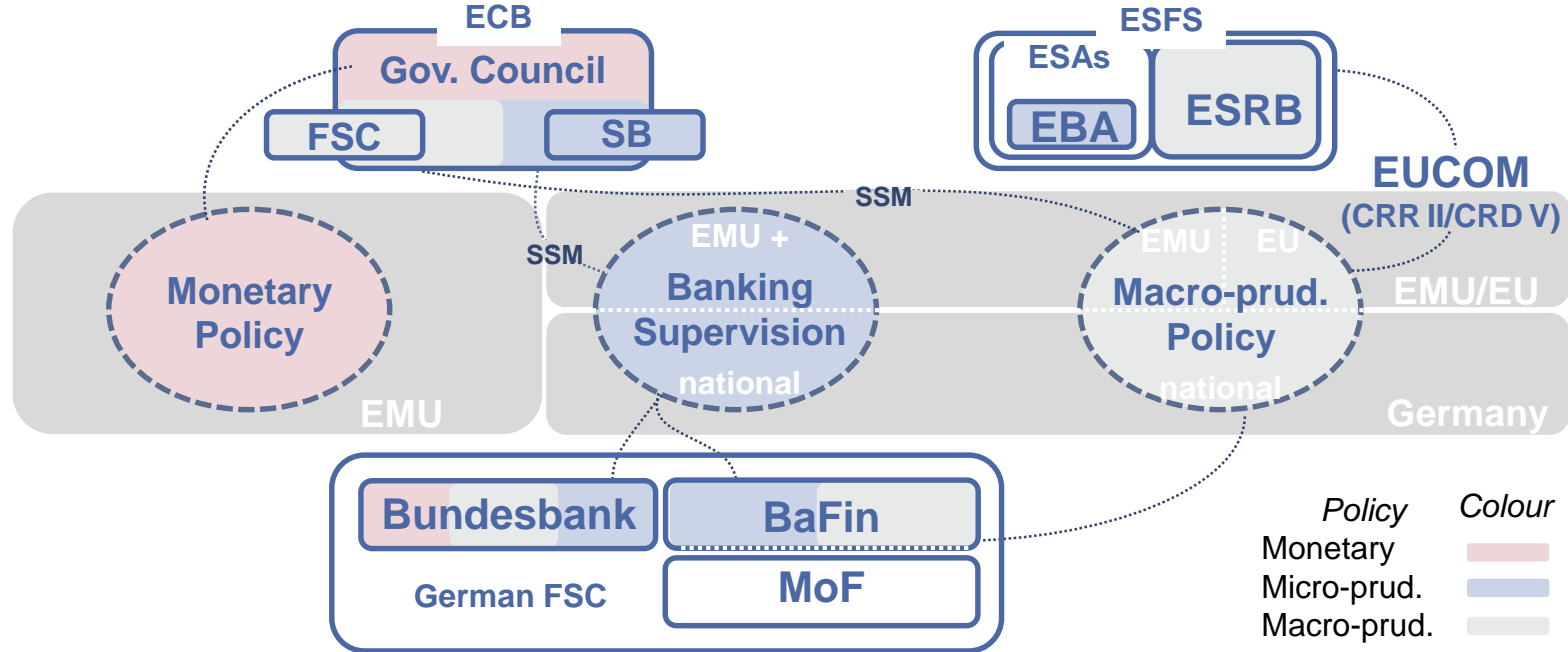 ECB
ESFS
Gov. Council
ESAs
FSC
SB
EBA
ESRB
EUCOM
(CRR II/CRD V)
SSM
SSM
EMU +
EMU
EU
Monetary
Policy
Banking
Supervision
Macro-prud.
Policy
EMU/EU
national
national
EMU
Germany
Bundesbank
BaFin
German FSC
MoF
Policy Colour
Monetary
Micro-prud.
Macro-prud.